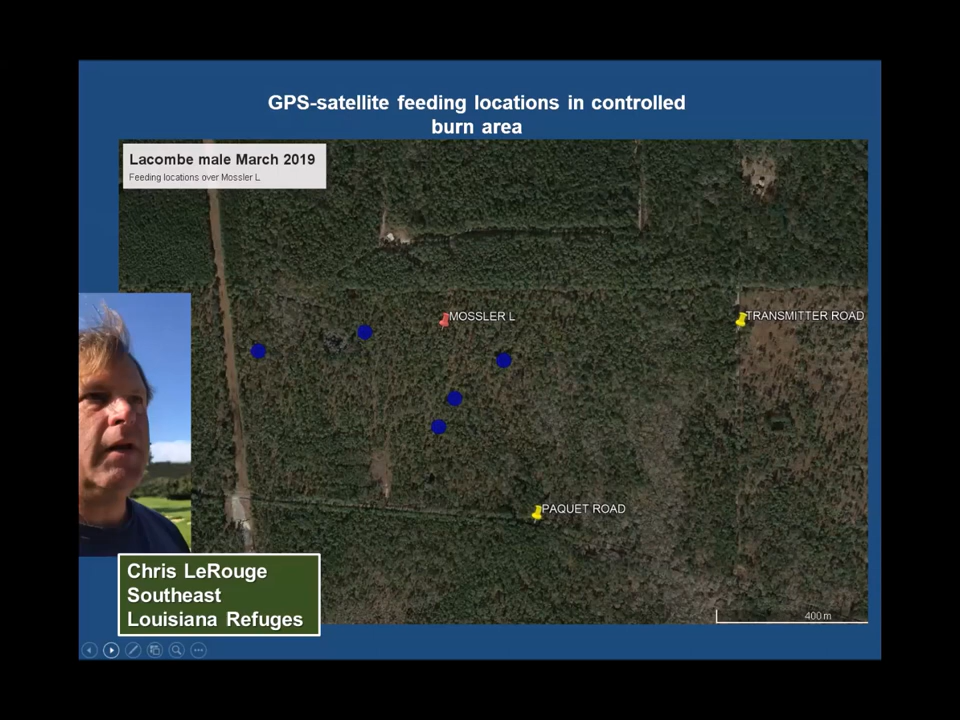 GPS-satellite feeding locations in controlled
burn area
Lacombe male March 2019
Feeding locations over Mossler L
MOSSLER L
TRANSMITTER ROAD
PAQUET ROAD
Chris LeRouge
Southeast
Louisiana Refuges
400 m